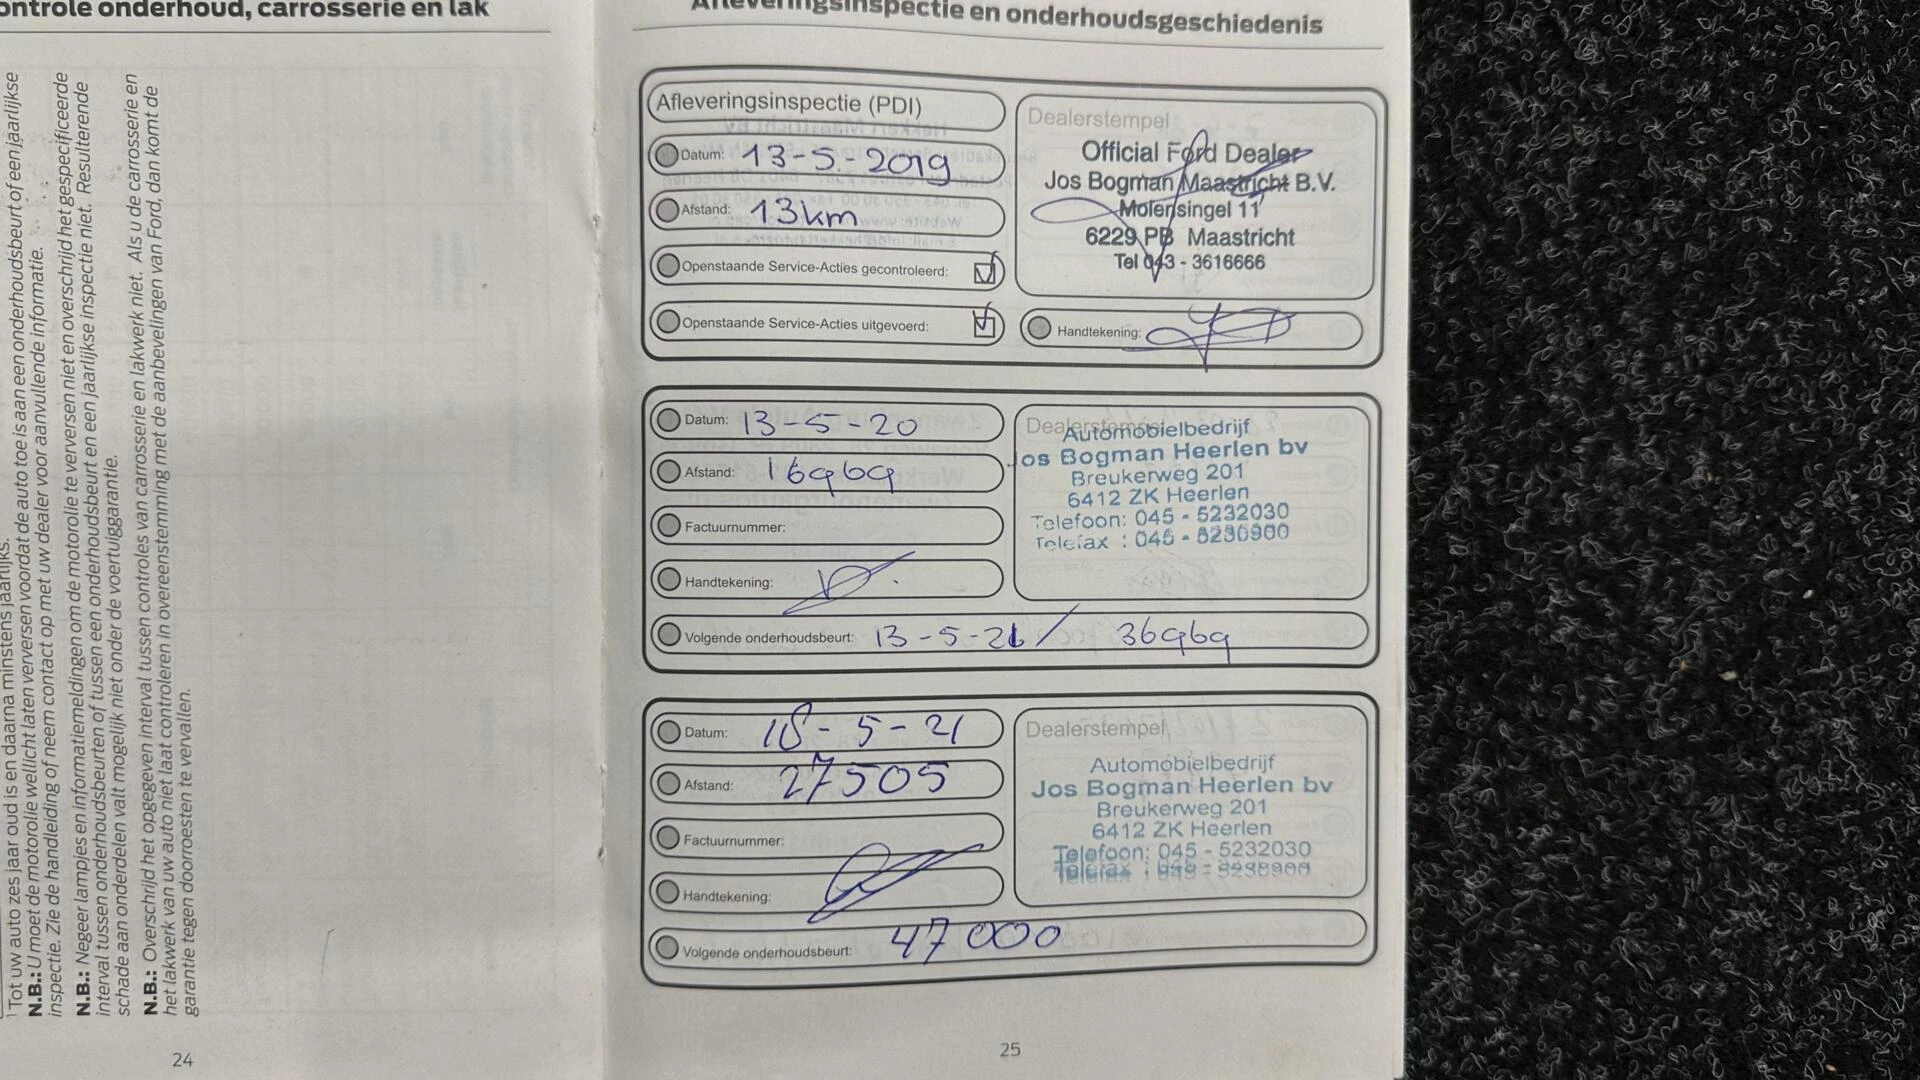 ontrole onderhoud, carrosserie en lak
1 Tot uw auto zes jaar oud is en daarna minstens jaarlijks.
N.B.: U moet de motorolie wellicht laten verversen voordat de auto toe is aan een onderhoudsbeurt of een jaarlijkse
inspectie. Zie de handleiding of neem contact op met uw dealer voor aanvullende informatie.
N.B.: Negeer lampjes en informatiemeldingen om de motorolie te verversen niet en overschrijd het gespecificeerde
interval tussen onderhoudsbeurten of tussen een onderhoudsbeurt en een jaarlijkse inspectie niet. Resulterende
schade aan onderdelen valt mogelijk niet onder de voertuiggarantie.
N.B.: Overschrijd het opgegeven interval tussen controles van carrosserie en lakwerk niet. Als u de carrosserie en
het lakwerk van uw auto niet laat controleren in overeenstemming met de aanbevelingen van Ford, dan komt de
garantie tegen doorroesten te vervallen.
24
Afleveringsinspectie en onderhoudsgeschiedenis
Afleveringsinspectie (PDI)
Datum: 13-5-2019
Afstand: 13km
Openstaande Service-Acties gecontroleerd:
Openstaande Service-Acties uitgevoerd:
Dealerstempel
Official Ford Dealer
Jos Bogman Maastricht B.V.
Molensingel 11
6229 PB Maastricht
Tel 043 - 3616666
Handtekening:
Datum: 13-5-20
Afstand: 16969
Factuurnummer:
Handtekening:
Volgende onderhoudsbeurt: 13-5-21 / 36969
Dealerstempel
Automobielbedrijf
Jos Bogman Heerlen bv
Breukerweg 201
6412 ZK Heerlen
Telefoon: 045 - 5232030
Telefax : 045 - 5230900
Datum: 18-5-21
Afstand: 27505
Factuurnummer:
Handtekening:
Volgende onderhoudsbeurt: 47000
Dealerstempel
Automobielbedrijf
Jos Bogman Heerlen bv
Breukerweg 201
6412 ZK Heerlen
Telefoon: 045 - 5232030
Telefax :
25